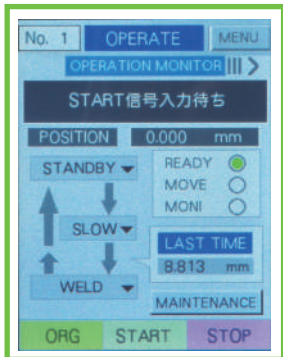 No. 1 OPERATE MENU
OPERATION MONITOR
START信号入力待ち
POSITION 0.000 mm
STANDBY
READY
MOVE
MONI
SLOW
LAST TIME
8.813 mm
WELD
MAINTENANCE
ORG START STOP